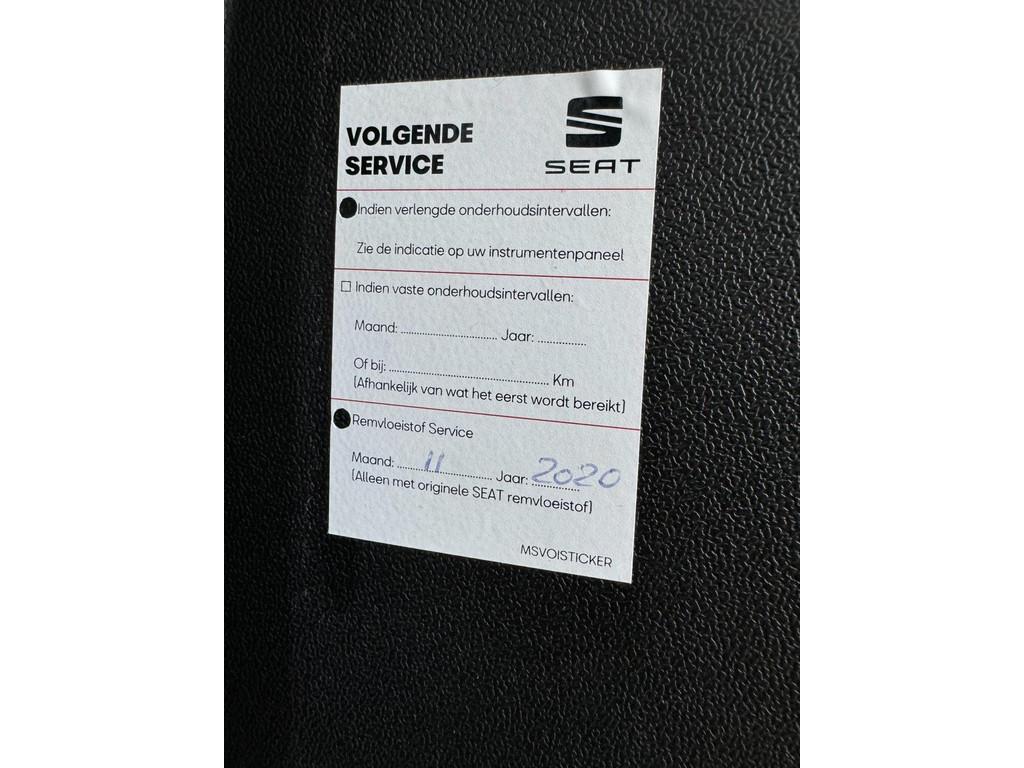 VOLGENDE
SERVICE
SEAT
Indien verlengde onderhoudsintervallen:
Zie de indicatie op uw instrumentenpaneel
☐ Indien vaste onderhoudsintervallen:
Maand: .......................... Jaar: .............
Of bij: ............................................ Km
(Afhankelijk van wat het eerst wordt bereikt)
Remvloeistof Service
Maand: 11 Jaar: 2020
(Alleen met originele SEAT remvloeistof)
MSVOISTICKER